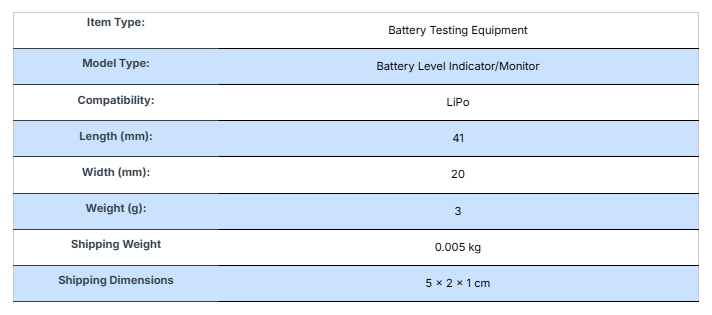 Item Type: Battery Testing Equipment
Model Type: Battery Level Indicator/Monitor
Compatibility: LiPo
Length (mm): 41
Width (mm): 20
Weight (g): 3
Shipping Weight 0.005 kg
Shipping Dimensions 5 × 2 × 1 cm